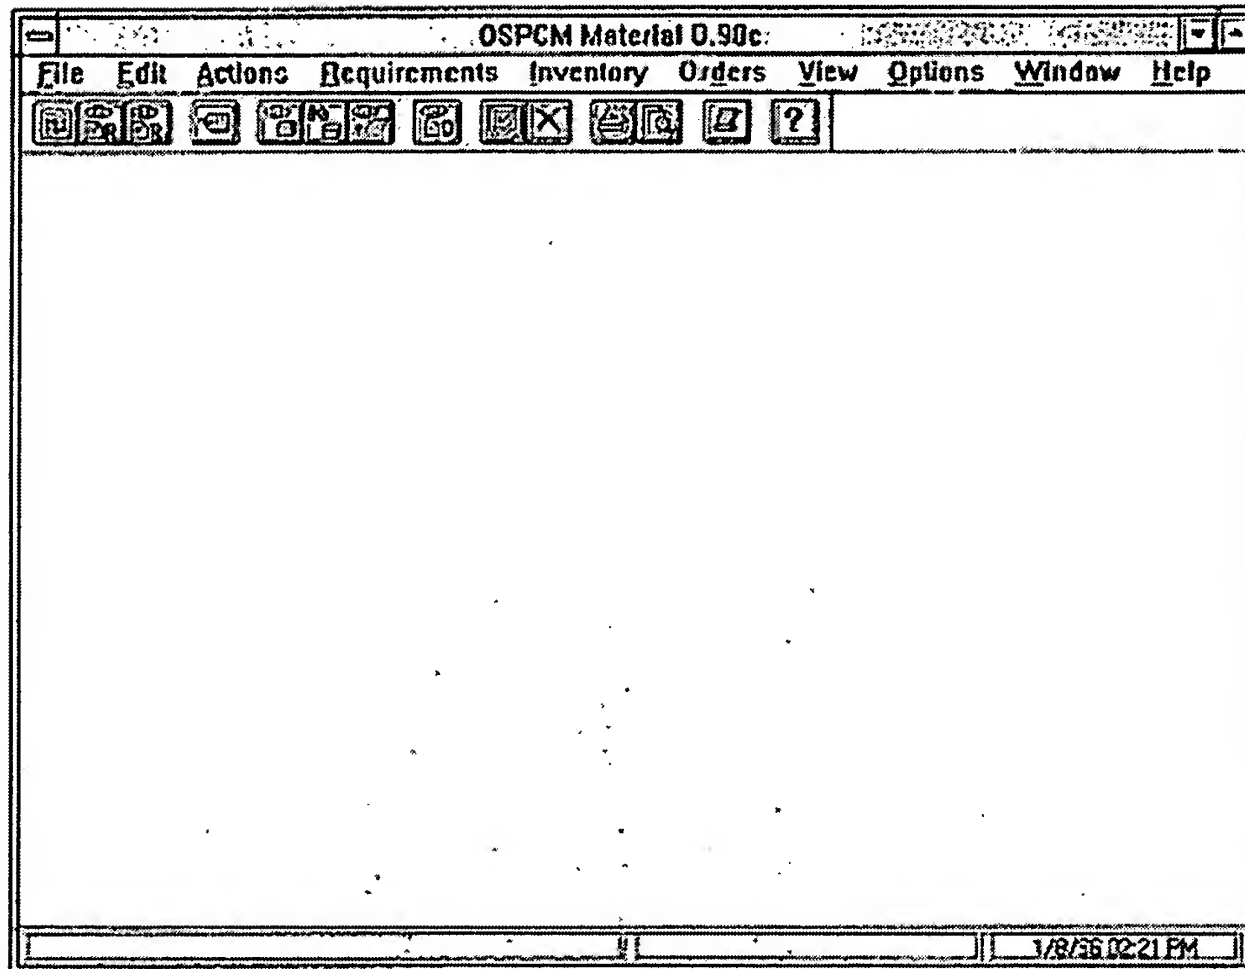 OSPCM Material 0.90c
File Edit Actions Requirements Inventory Orders View Options Window Help
?
1/8/96 02:21 PM